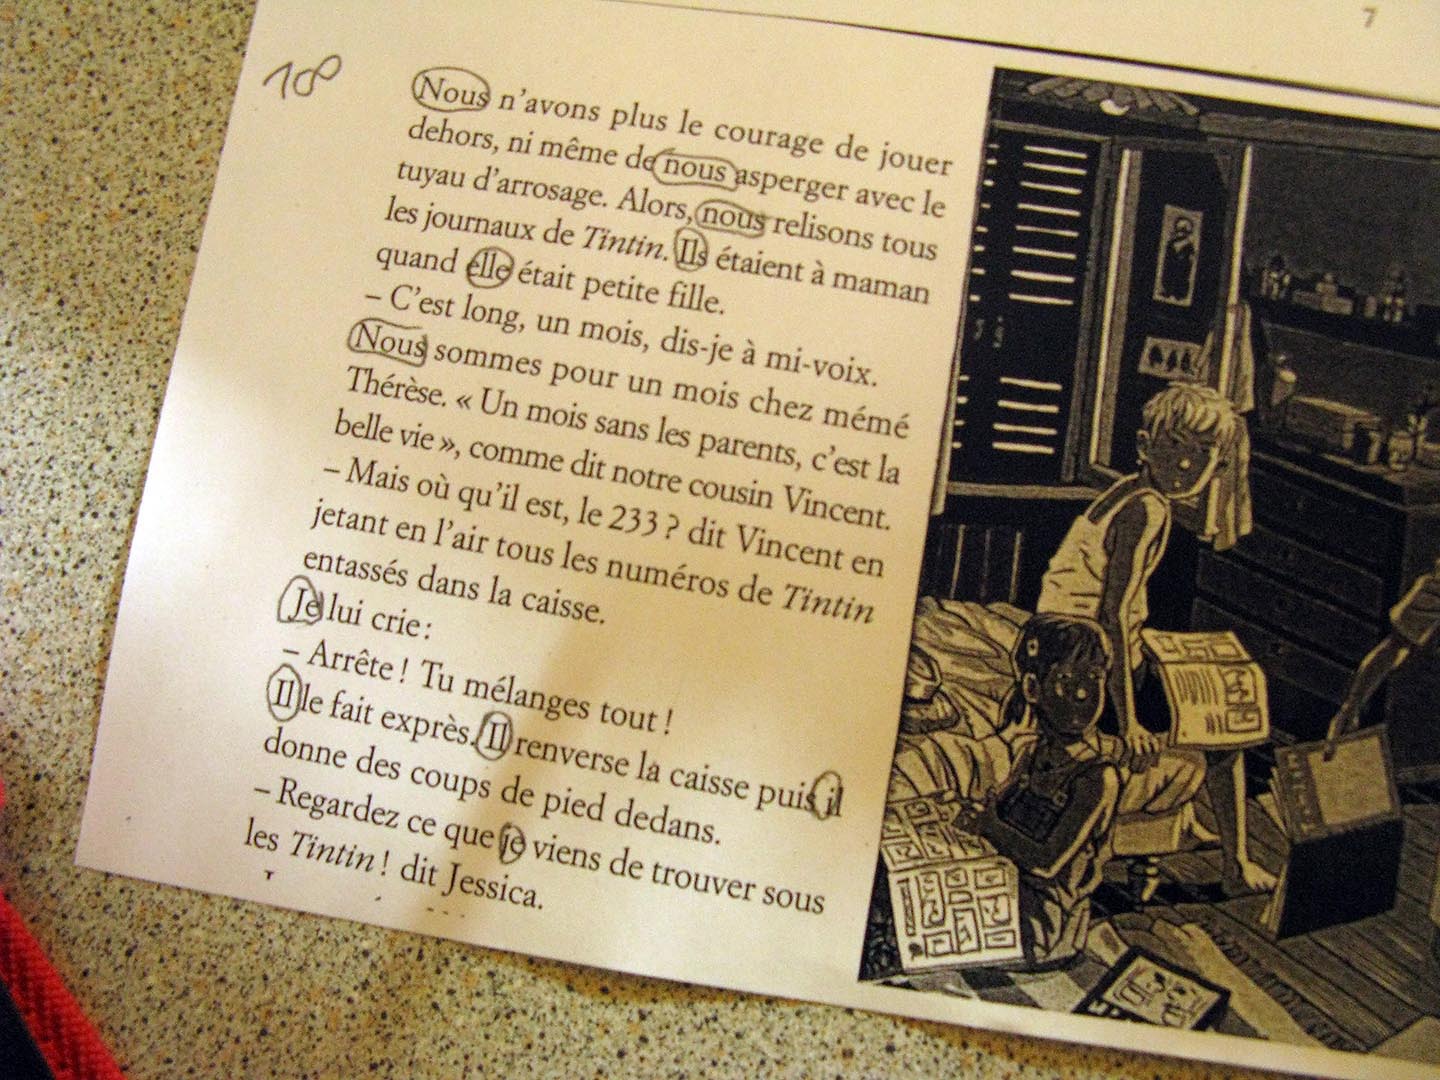 7
108
Nous n'avons plus le courage de jouer
dehors, ni même de nous asperger avec le
tuyau d'arrosage. Alors, nous relisons tous
les journaux de Tintin. Ils étaient à maman
quand elle était petite fille.
– C'est long, un mois, dis-je à mi-voix.
Nous sommes pour un mois chez mémé
Thérèse. « Un mois sans les parents, c'est la
belle vie », comme dit notre cousin Vincent.
– Mais où qu'il est, le 233 ? dit Vincent en
jetant en l'air tous les numéros de Tintin
entassés dans la caisse.
Je lui crie :
– Arrête ! Tu mélanges tout !
Il le fait exprès. Il renverse la caisse puis il
donne des coups de pied dedans.
– Regardez ce que je viens de trouver sous
les Tintin ! dit Jessica.